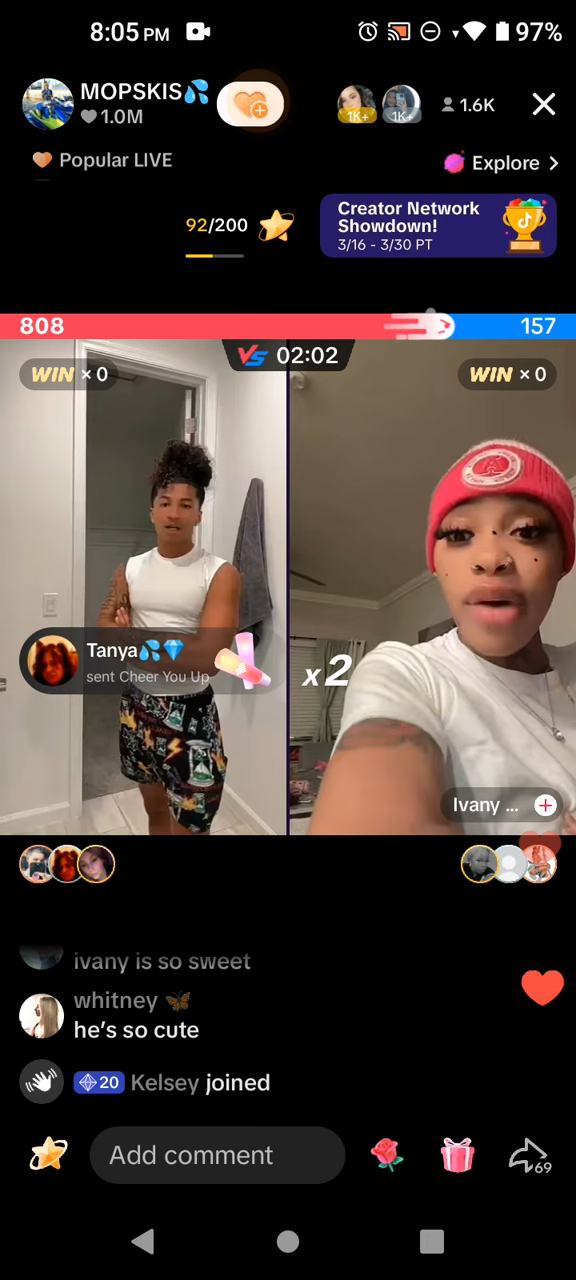 8:05 PM
97%
MOPSKIS💦
1.0M
1K+
1K+
1.6K
Popular LIVE
Explore >
92/200
Creator Network
Showdown!
3/16 - 3/30 PT
808
157
VS 02:02
WIN × 0
WIN × 0
Tanya💦💎
sent Cheer You Up
x2
Ivany ...
ivany is so sweet
whitney 🦋
he's so cute
20 Kelsey joined
Add comment
69